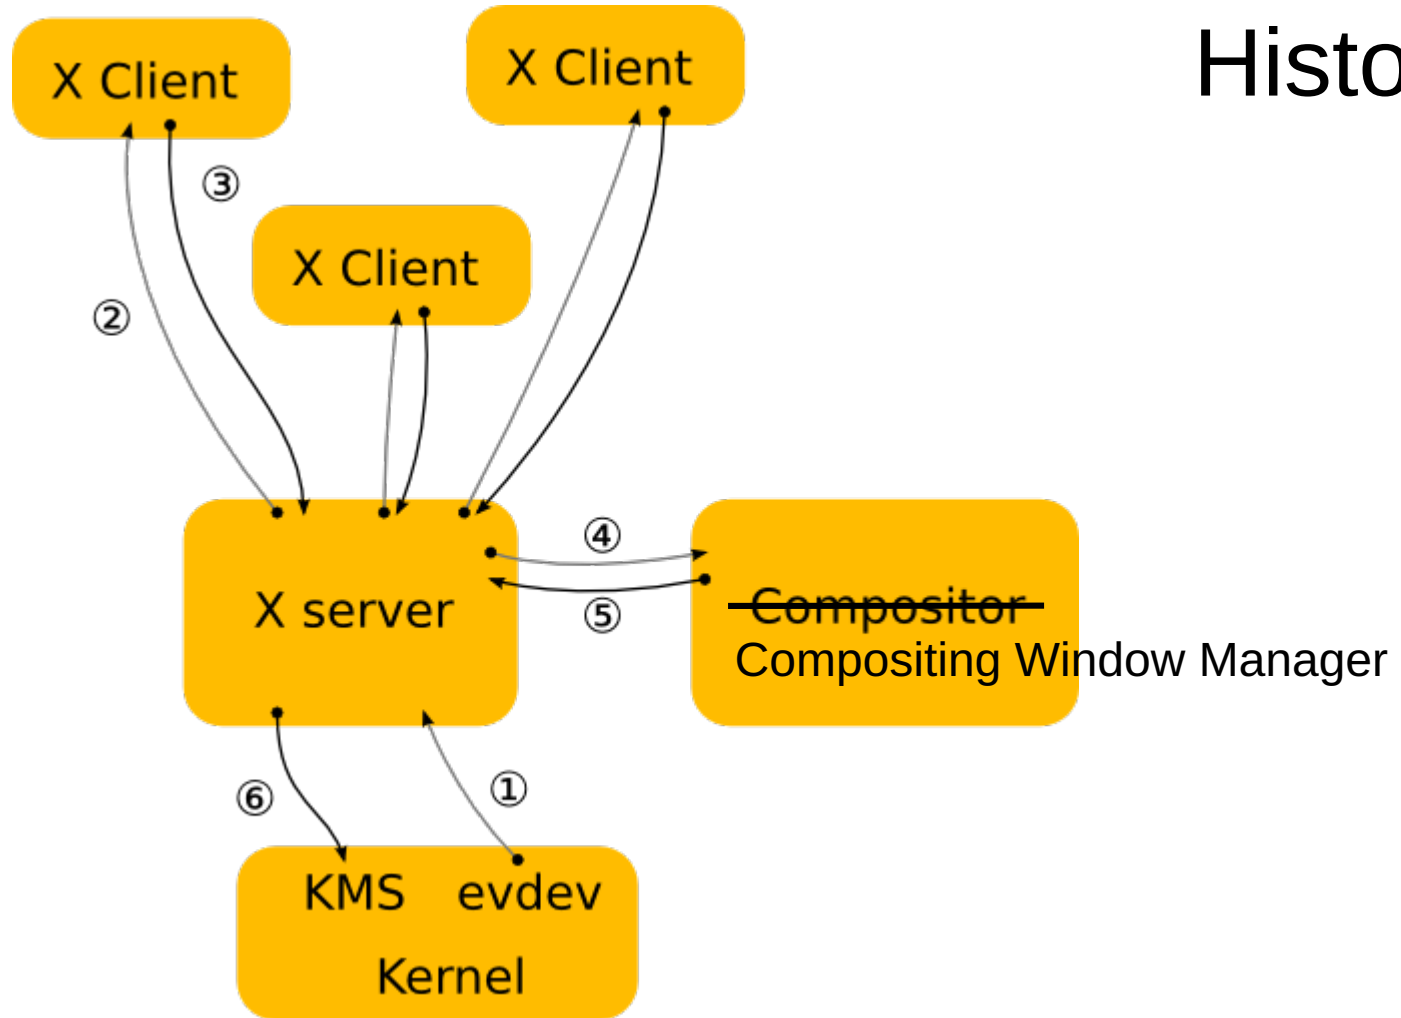 Histo
X Client
X Client
③
X Client
②
④
X server
⑤
Compositor
Compositing Window Manager
⑥
①
KMS evdev
Kernel